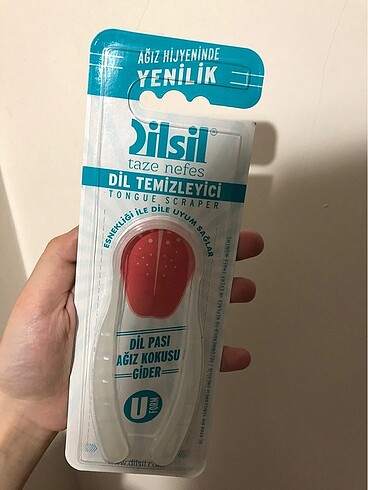 AĞIZ HİJYENİNDE
YENİLİK
Dilsil®
taze nefes
DİL TEMİZLEYİCİ
TONGUE SCRAPER
ESNEKLİĞİ İLE DİLE UYUM SAĞLAR
DİL PASI
AĞIZ KOKUSU
GİDER
U
FORM
www.dilsil.com